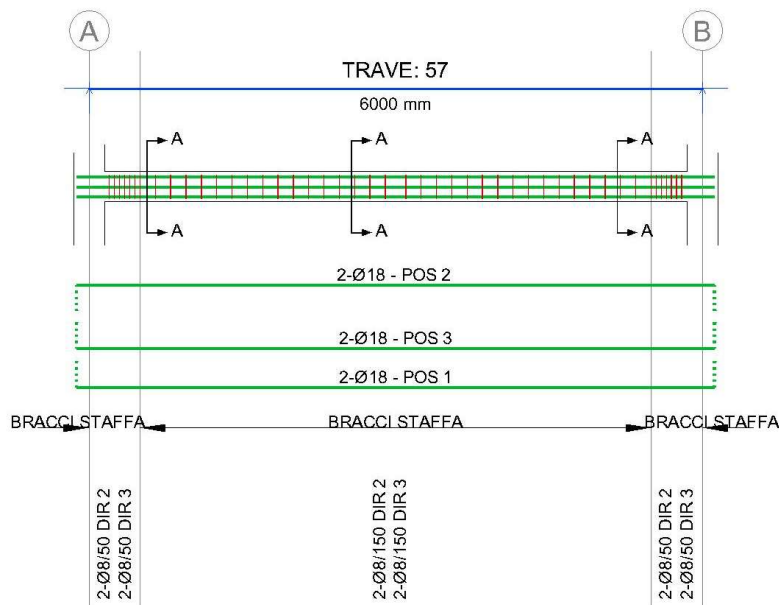 A
B
TRAVE: 57
6000 mm
A A A
A A A
2-Ø18 - POS 2
2-Ø18 - POS 3
2-Ø18 - POS 1
BRACCI STAFFA BRACCI STAFFA BRACCI STAFFA
2-Ø8/50 DIR 2
2-Ø8/50 DIR 3
2-Ø8/150 DIR 2
2-Ø8/150 DIR 3
2-Ø8/50 DIR 2
2-Ø8/50 DIR 3